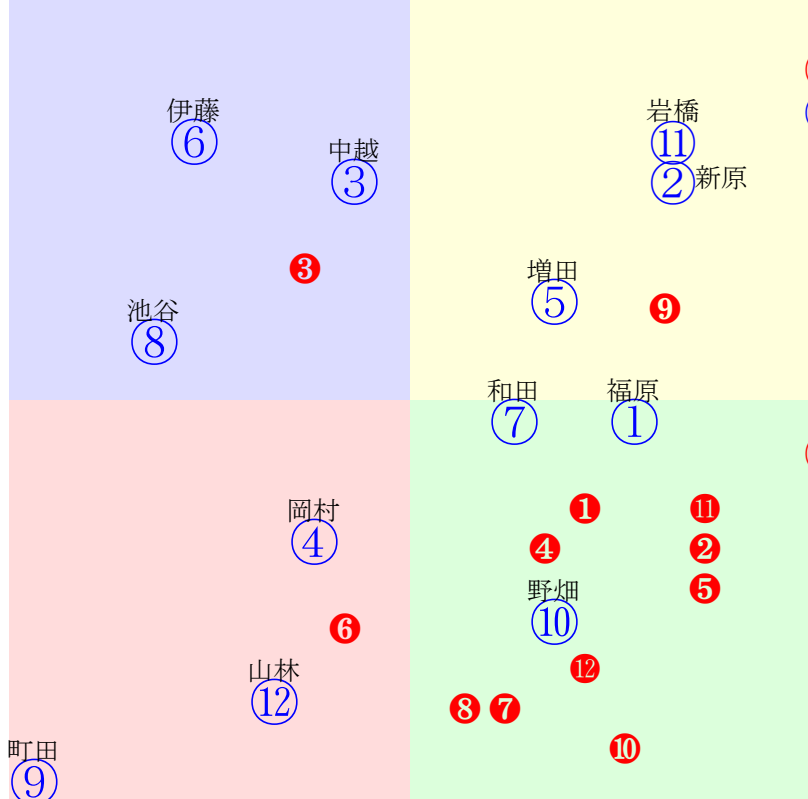 伊藤
⑥
中越
③
❸
池谷
⑧
岩橋
⑪
② 新原
増田
⑤
❾
和田
⑦
福原
①
岡村
④
❻
山林
⑫
町田
⑨
❶
⓫
❹
❷
❺
野畑
⑩
⓬
❽ ❼
❿